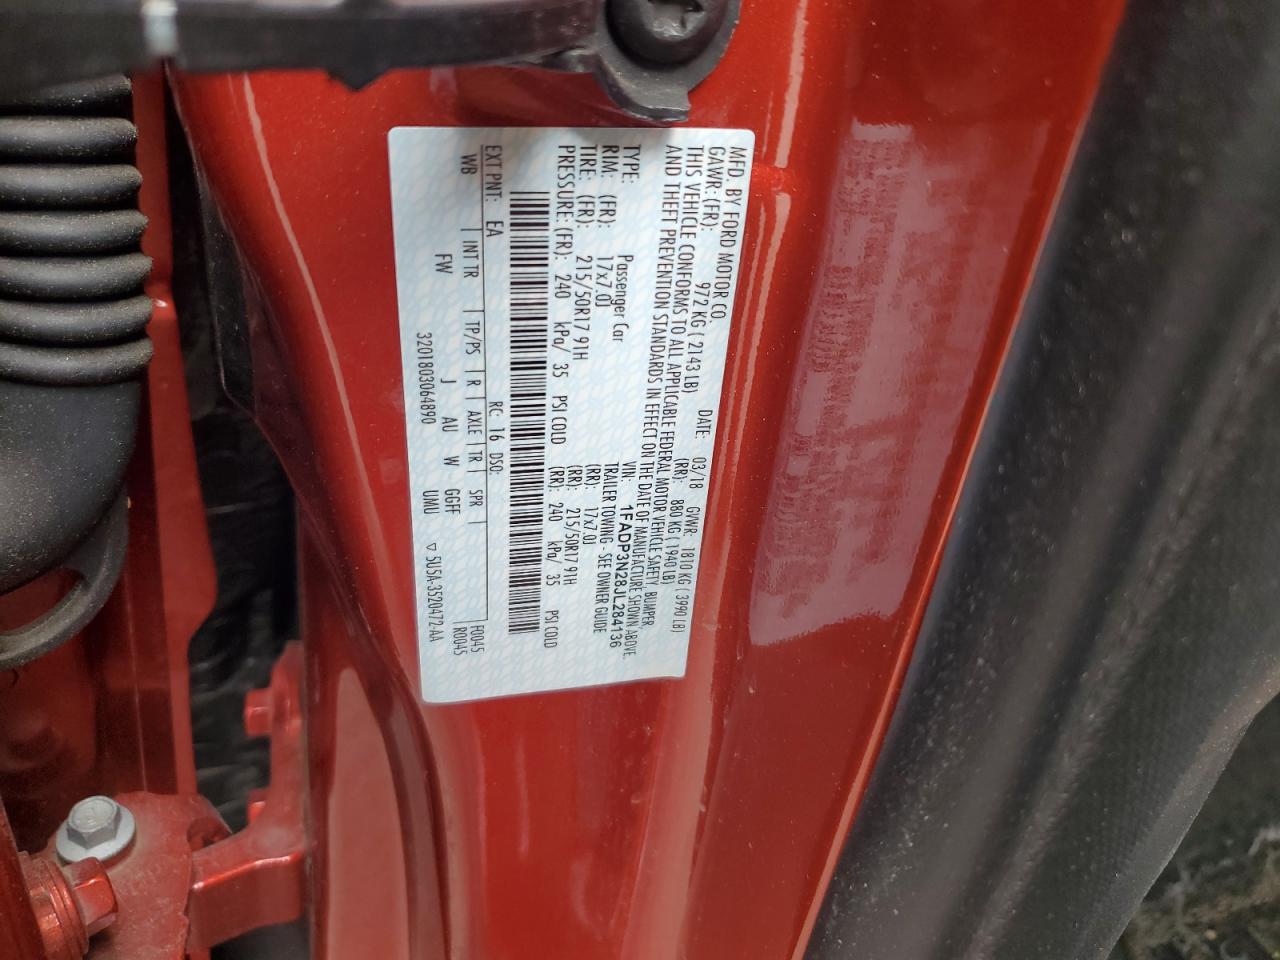 MFD. BY FORD MOTOR CO.
DATE: 03/18 GVWR: 1810 KG ( 3990 LB)
GAWR: (FR): 972 KG ( 2143 LB) (RR): 880 KG ( 1940 LB)
THIS VEHICLE CONFORMS TO ALL APPLICABLE FEDERAL MOTOR VEHICLE SAFETY, BUMPER,
AND THEFT PREVENTION STANDARDS IN EFFECT ON THE DATE OF MANUFACTURE SHOWN ABOVE.
VIN: 1FADP3N28JL284136
TYPE: Passenger Car TRAILER TOWING - SEE OWNER GUIDE
RIM: (FR): 17x7.0J (RR): 17x7.0J
TIRE: (FR): 215/50R17 91H (RR): 215/50R17 91H
PRESSURE: (FR): 240 kPa/ 35 PSI COLD (RR): 240 kPa/ 35 PSI COLD
EXT PNT: EA RC: 16 DSO: F0045
R0045
WB | INT TR | TP/PS | R | AXLE | TR | SPR |
FW J AU W GGFF
3201803064890 UMU ▽ 5U5A-3520472-AA